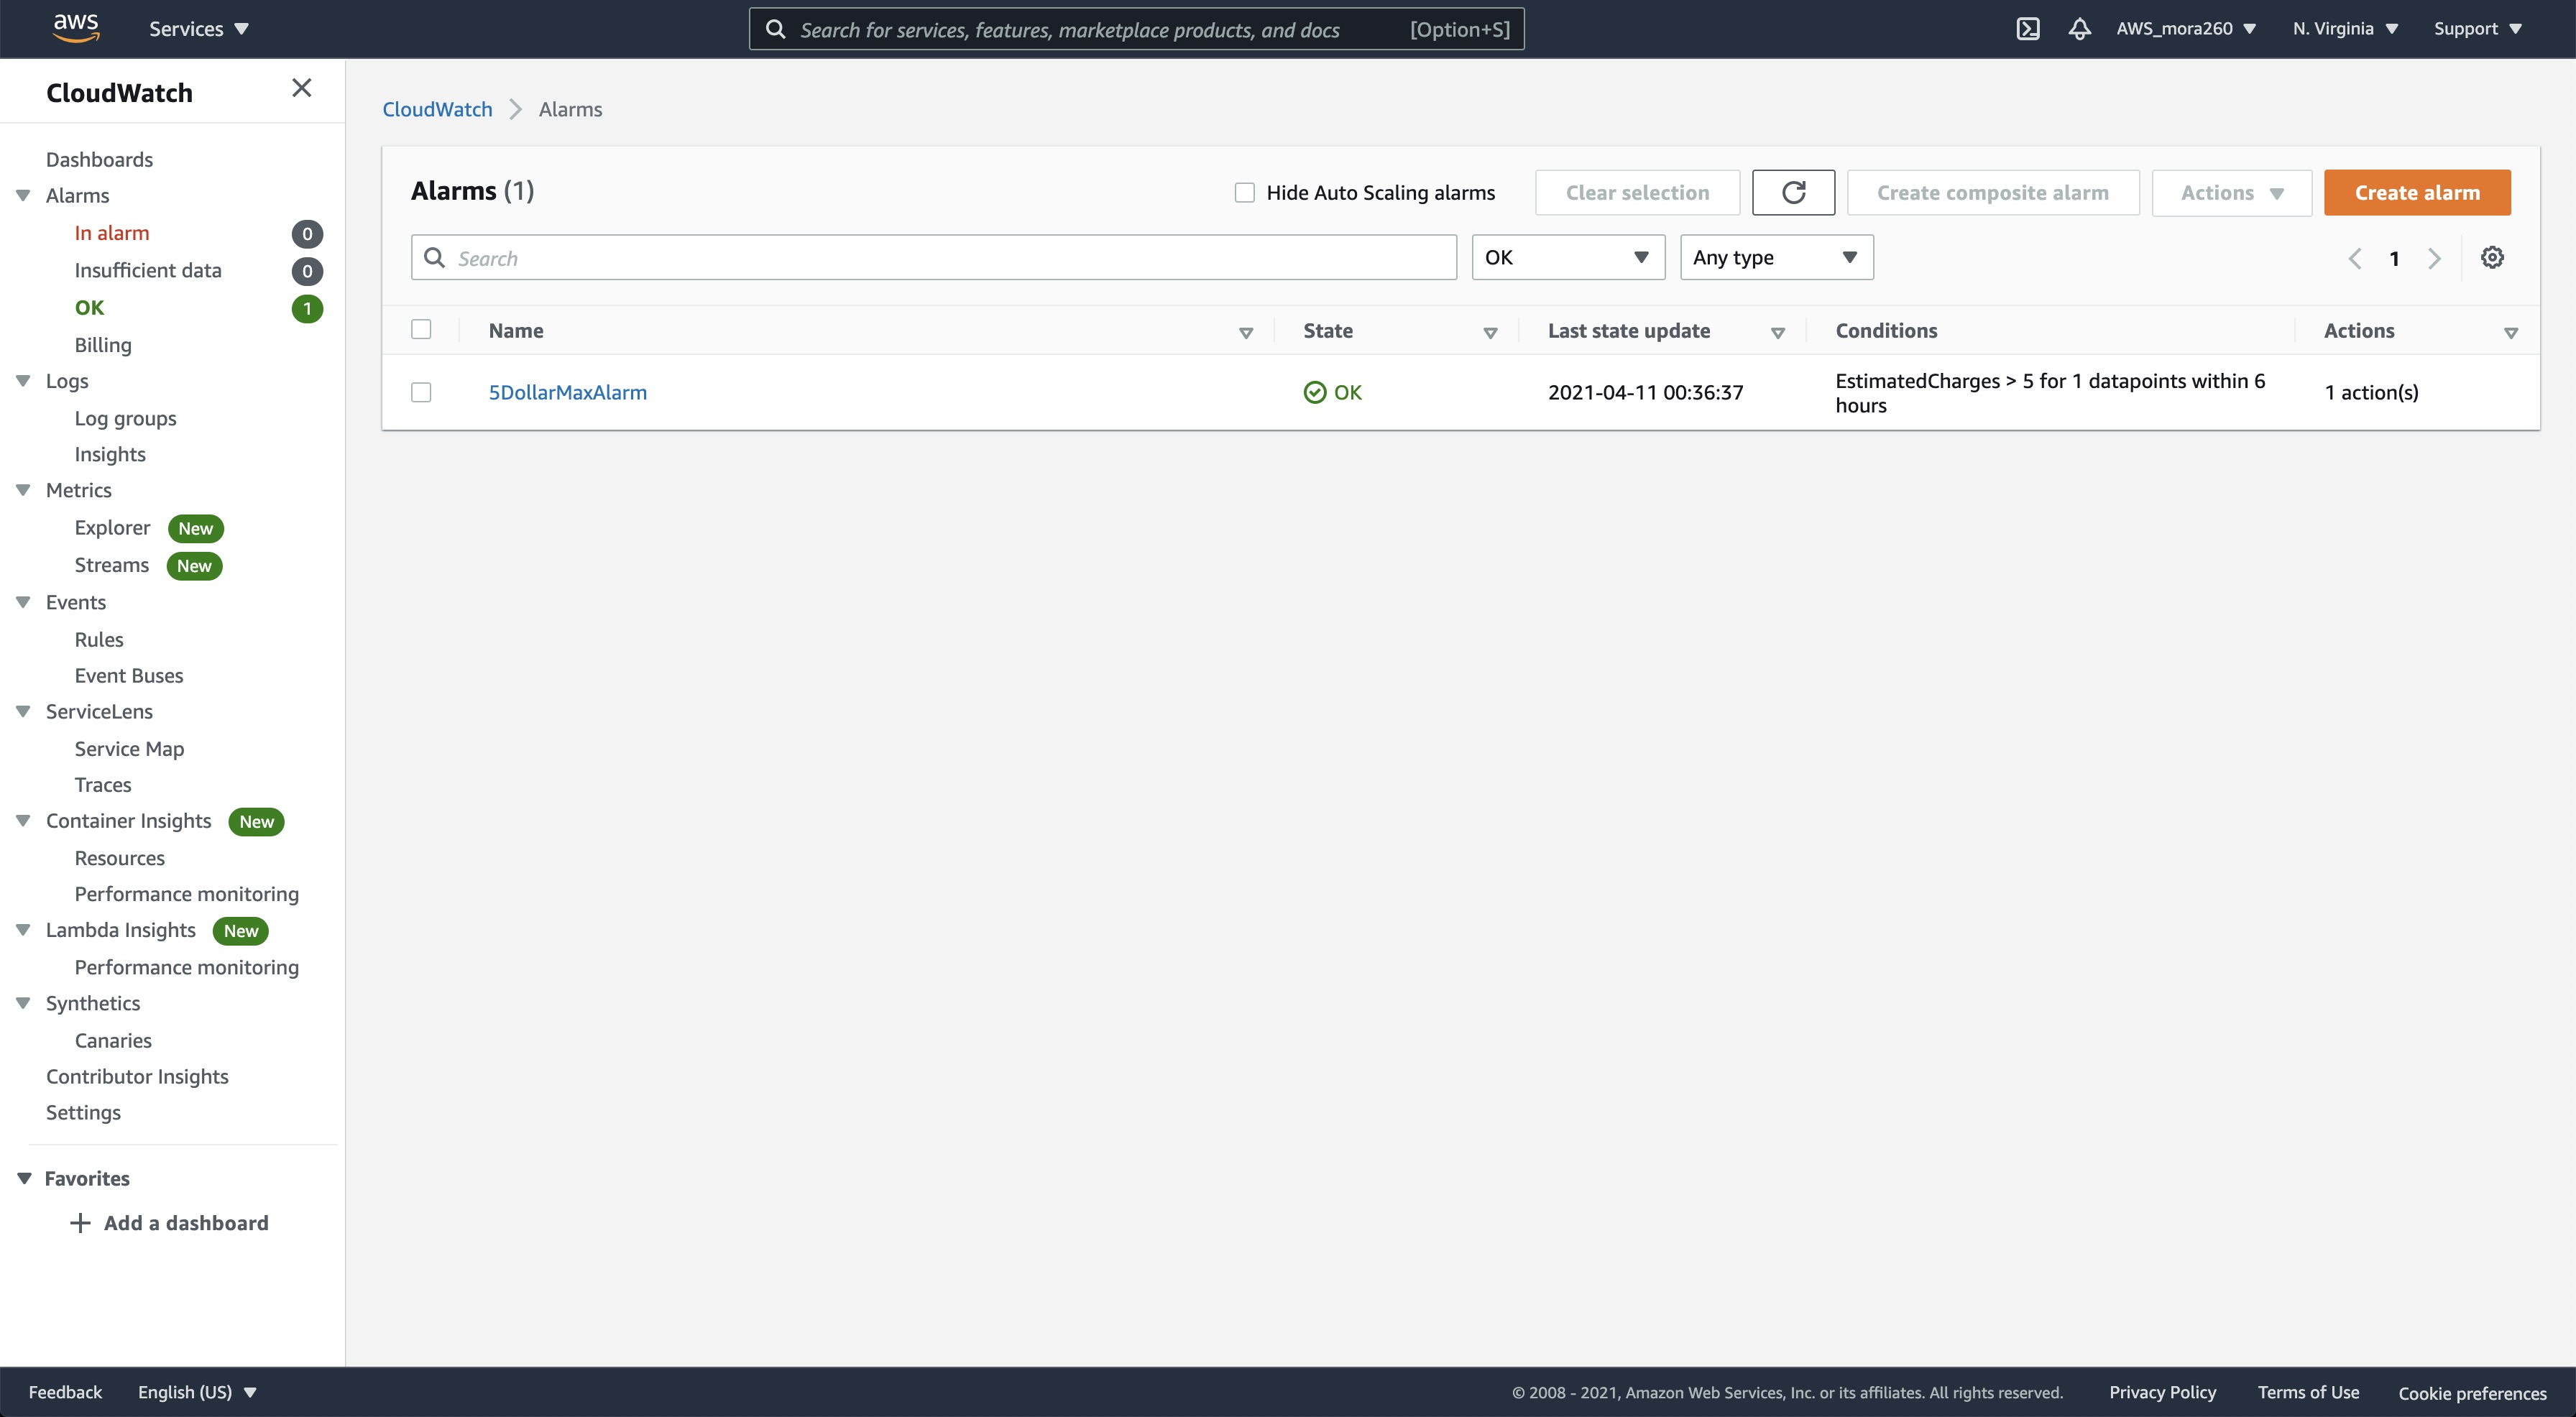 aws Services Search for services, features, marketplace products, and docs [Option+S] AWS_mora260 N. Virginia Support
CloudWatch
Dashboards
Alarms
In alarm 0
Insufficient data 0
OK 1
Billing
Logs
Log groups
Insights
Metrics
Explorer New
Streams New
Events
Rules
Event Buses
ServiceLens
Service Map
Traces
Container Insights New
Resources
Performance monitoring
Lambda Insights New
Performance monitoring
Synthetics
Canaries
Contributor Insights
Settings
Favorites
Add a dashboard
CloudWatch Alarms
Alarms (1) Hide Auto Scaling alarms Clear selection Create composite alarm Actions Create alarm
Search OK Any type 1
Name State Last state update Conditions Actions
5DollarMaxAlarm OK 2021-04-11 00:36:37 EstimatedCharges > 5 for 1 datapoints within 6 1 action(s)
hours
Feedback English (US) © 2008 - 2021, Amazon Web Services, Inc. or its affiliates. All rights reserved. Privacy Policy Terms of Use Cookie preferences